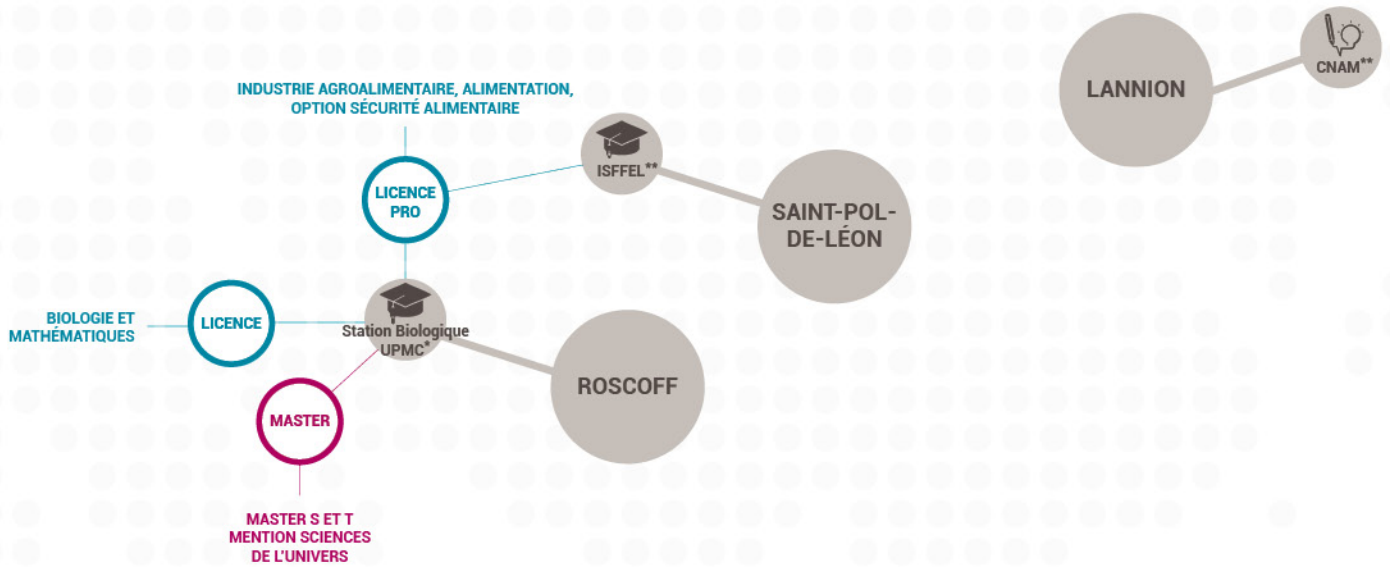 INDUSTRIE AGROALIMENTAIRE, ALIMENTATION,
OPTION SÉCURITÉ ALIMENTAIRE
LICENCE
PRO
ISFFEL**
SAINT-POL-
DE-LÉON
LANNION
CNAM**
BIOLOGIE ET
MATHÉMATIQUES
LICENCE
Station Biologique
UPMC*
ROSCOFF
MASTER
MASTER S ET T
MENTION SCIENCES
DE L'UNIVERS